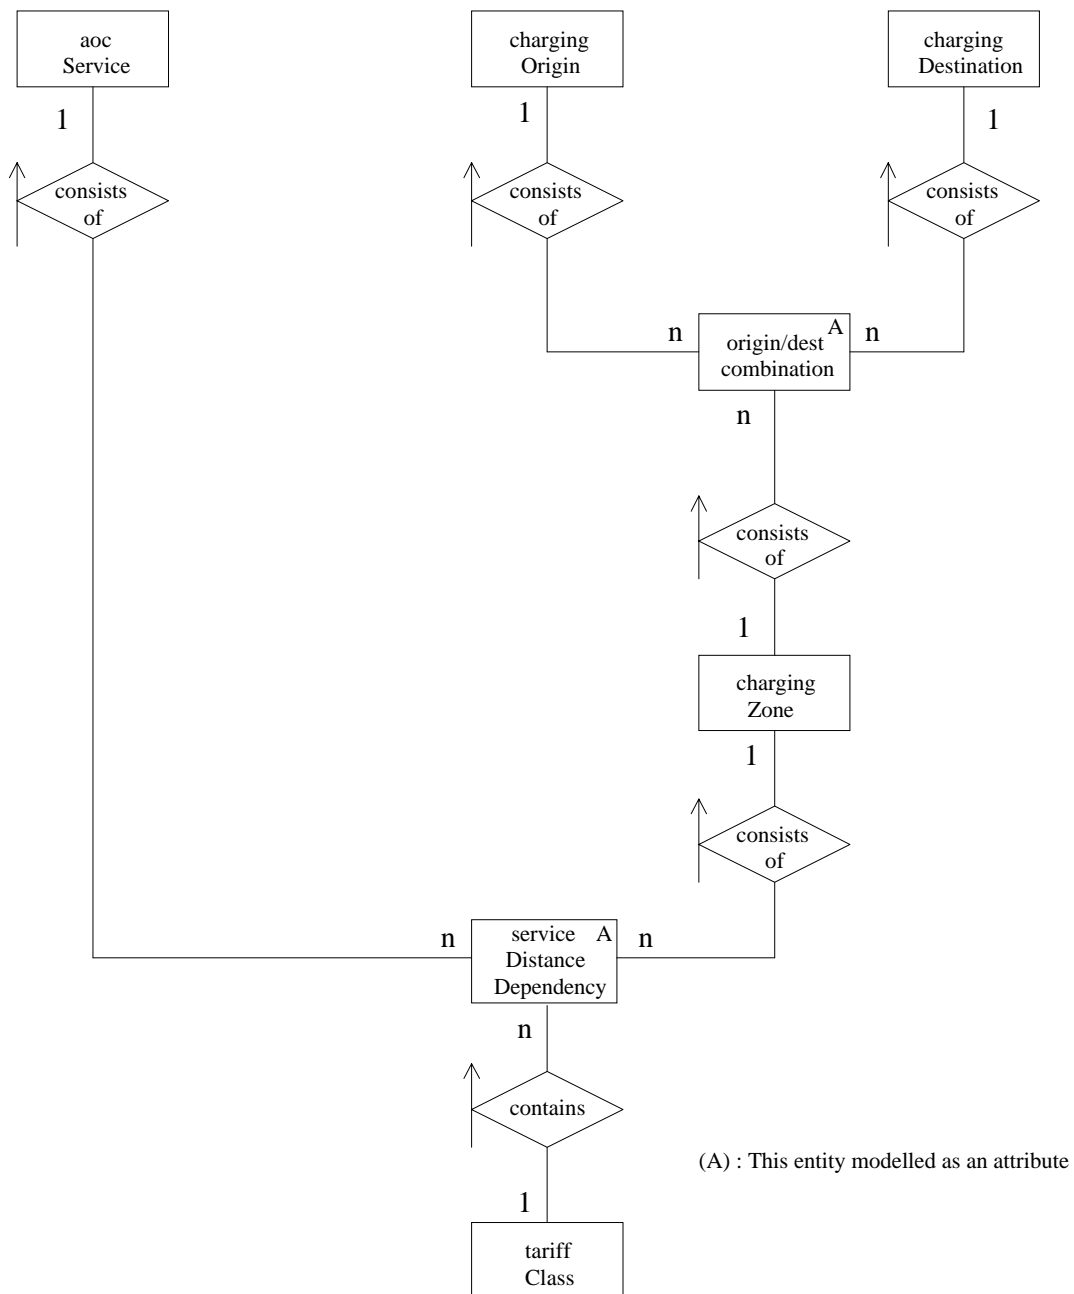 aoc
Service
charging
Origin
charging
Destination
1
1
1
consists
of
consists
of
consists
of
n
origin/dest
combination
A
n
n
consists
of
1
charging
Zone
1
consists
of
n
service
Distance
Dependency
A
n
n
contains
(A) : This entity modelled as an attribute
1
tariff
Class